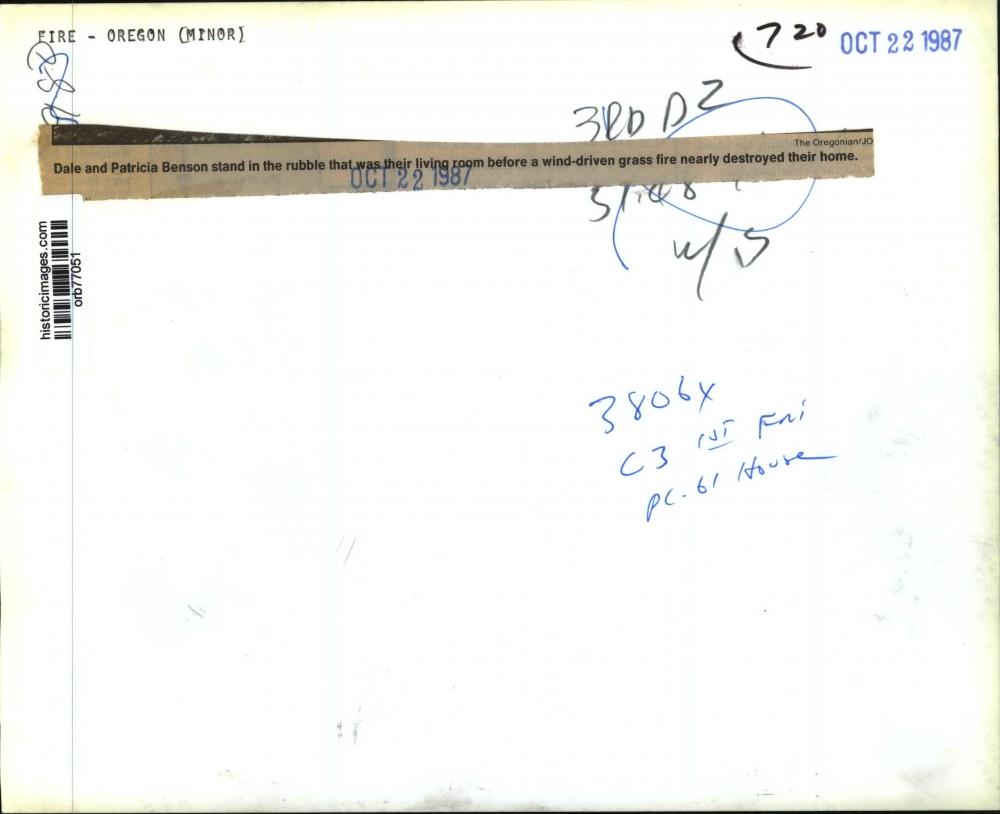 FIRE - OREGON (MINOR)
720
OCT 22 1987
3RD D2
The Oregonian/JO
Dale and Patricia Benson stand in the rubble that was their living room before a wind-driven grass fire nearly destroyed their home.
OCT 22 1987
w/S
historicimages.com
orb77051
3806x
C3 1ST Fri
PC-61 House